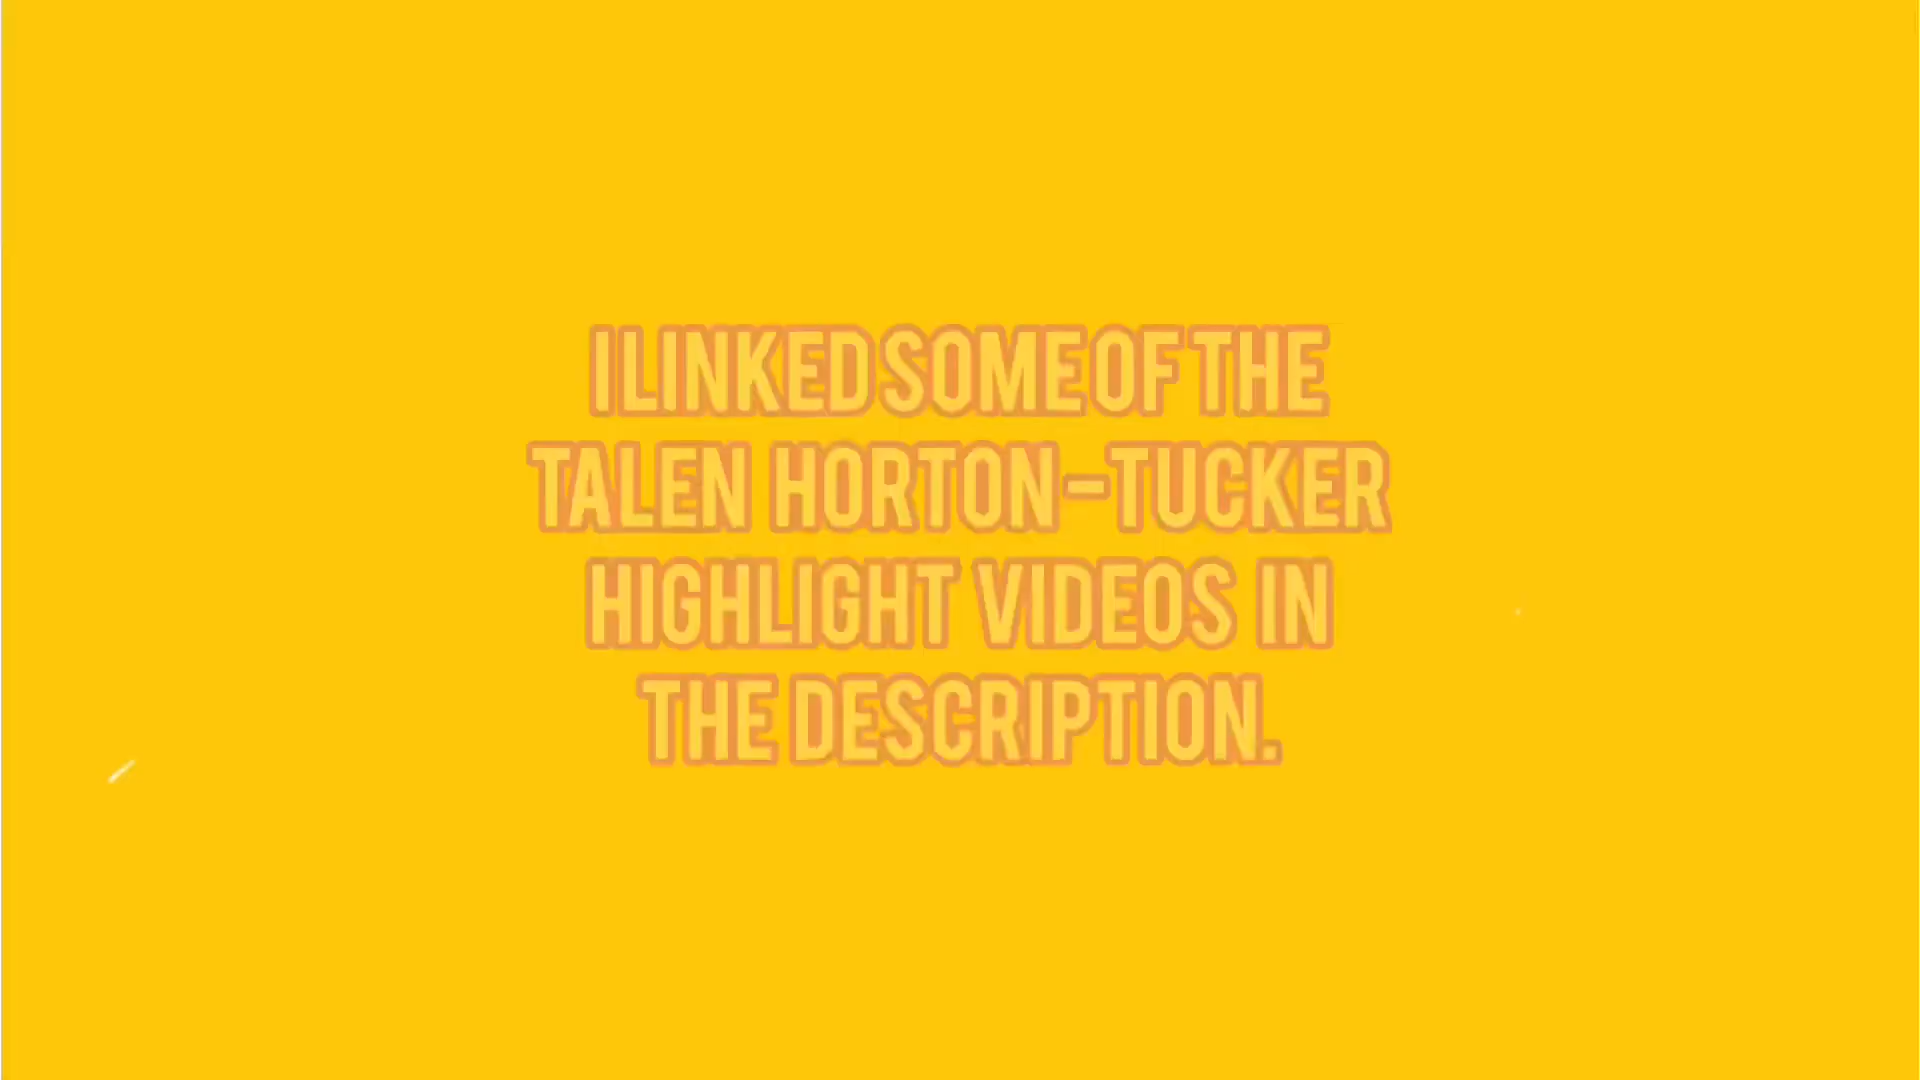 I LINKED SOME OF THE
TALEN HORTON-TUCKER
HIGHLIGHT VIDEOS IN
THE DESCRIPTION.